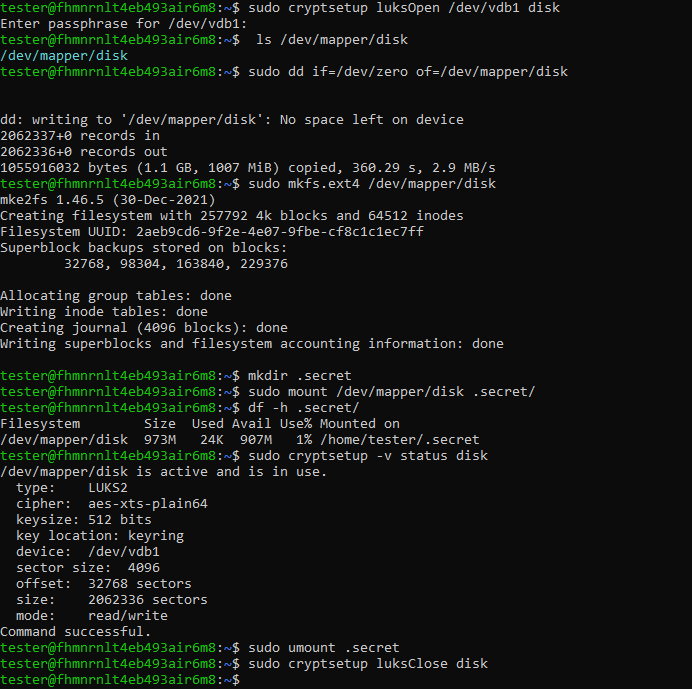 tester@fhmnrnlt4eb493air6m8:~$ sudo cryptsetup luksOpen /dev/vdb1 disk
Enter passphrase for /dev/vdb1:
tester@fhmnrnlt4eb493air6m8:~$  ls /dev/mapper/disk
/dev/mapper/disk
tester@fhmnrnlt4eb493air6m8:~$ sudo dd if=/dev/zero of=/dev/mapper/disk
dd: writing to '/dev/mapper/disk': No space left on device
2062337+0 records in
2062336+0 records out
1055916032 bytes (1.1 GB, 1007 MiB) copied, 360.29 s, 2.9 MB/s
tester@fhmnrnlt4eb493air6m8:~$ sudo mkfs.ext4 /dev/mapper/disk
mke2fs 1.46.5 (30-Dec-2021)
Creating filesystem with 257792 4k blocks and 64512 inodes
Filesystem UUID: 2aeb9cd6-9f2e-4e07-9fbe-cf8c1c1ec7ff
Superblock backups stored on blocks:
        32768, 98304, 163840, 229376
Allocating group tables: done
Writing inode tables: done
Creating journal (4096 blocks): done
Writing superblocks and filesystem accounting information: done
tester@fhmnrnlt4eb493air6m8:~$ mkdir .secret
tester@fhmnrnlt4eb493air6m8:~$ sudo mount /dev/mapper/disk .secret/
tester@fhmnrnlt4eb493air6m8:~$ df -h .secret/
Filesystem        Size  Used Avail Use% Mounted on
/dev/mapper/disk  973M   24K  907M   1% /home/tester/.secret
tester@fhmnrnlt4eb493air6m8:~$ sudo cryptsetup -v status disk
/dev/mapper/disk is active and is in use.
  type:    LUKS2
  cipher:  aes-xts-plain64
  keysize: 512 bits
  key location: keyring
  device:  /dev/vdb1
  sector size:  4096
  offset:  32768 sectors
  size:    2062336 sectors
  mode:    read/write
Command successful.
tester@fhmnrnlt4eb493air6m8:~$ sudo umount .secret
tester@fhmnrnlt4eb493air6m8:~$ sudo cryptsetup luksClose disk
tester@fhmnrnlt4eb493air6m8:~$